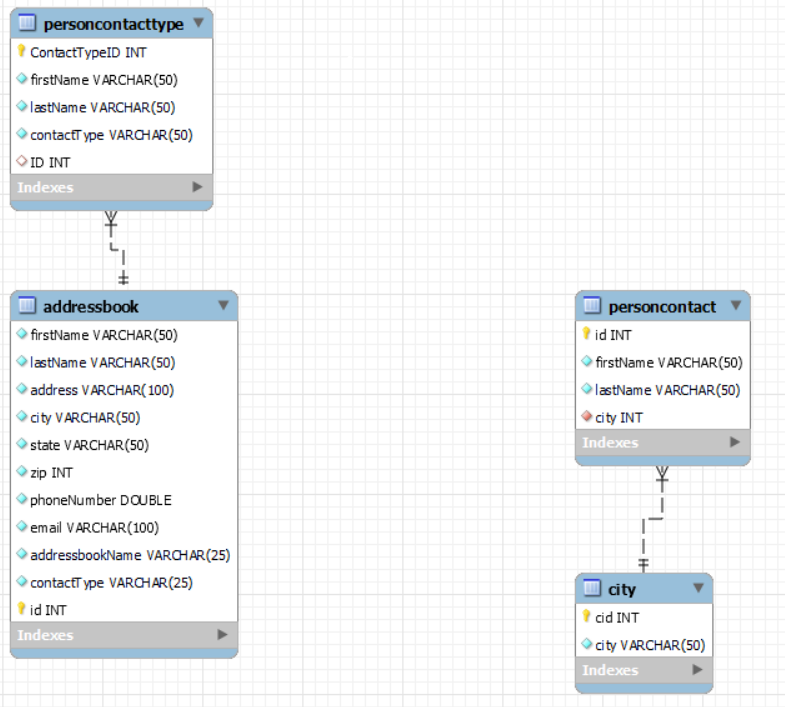 personcontacttype
ContactTypeID INT
firstName VARCHAR(50)
lastName VARCHAR(50)
contactType VARCHAR(50)
ID INT
Indexes
addressbook
firstName VARCHAR(50)
lastName VARCHAR(50)
address VARCHAR(100)
city VARCHAR(50)
state VARCHAR(50)
zip INT
phoneNumber DOUBLE
email VARCHAR(100)
addressbookName VARCHAR(25)
contactType VARCHAR(25)
id INT
Indexes
personcontact
id INT
firstName VARCHAR(50)
lastName VARCHAR(50)
city INT
Indexes
city
cid INT
city VARCHAR(50)
Indexes